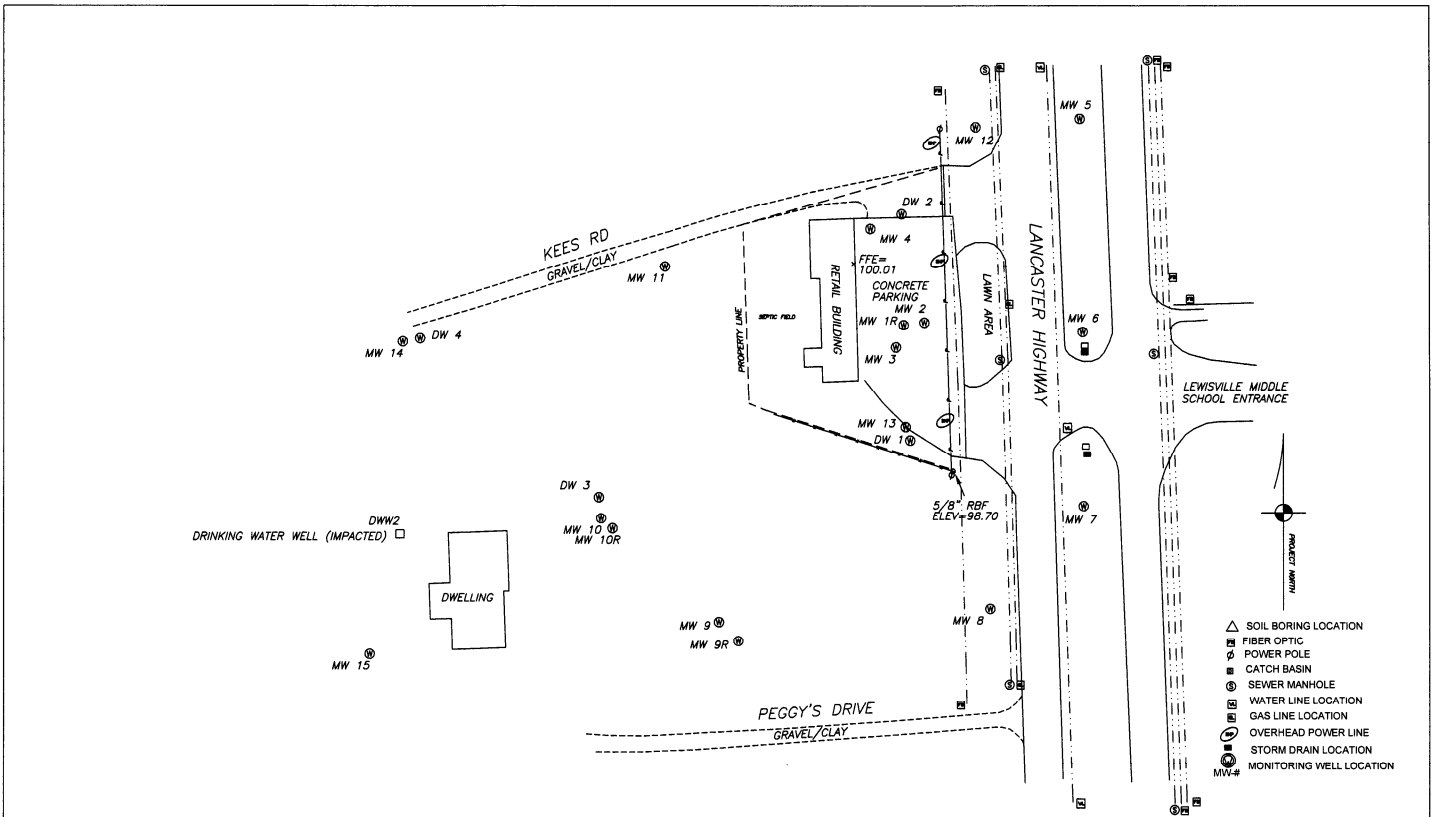 MW 5
MW 12
DW 2
KEES RD
GRAVEL/CLAY
MW 4
MW 11
FFE=
100.01
CONCRETE
PARKING
RETAIL BUILDING
LAWN AREA
LANCASTER HIGHWAY
PROPERTY LINE
SEPTIC FIELD
MW 2
MW 1R
MW 3
MW 6
DW 4
MW 14
LEWISVILLE MIDDLE
SCHOOL ENTRANCE
MW 13
DW 1
DW 3
5/8" RBF
ELEV=98.70
MW 7
DWW2
DRINKING WATER WELL (IMPACTED)
MW 10
MW 10R
DWELLING
PROJECT NORTH
MW 8
MW 9
MW 9R
MW 15
PEGGY'S DRIVE
GRAVEL/CLAY
SOIL BORING LOCATION
FIBER OPTIC
POWER POLE
CATCH BASIN
S SEWER MANHOLE
WATER LINE LOCATION
GAS LINE LOCATION
OHP OVERHEAD POWER LINE
STORM DRAIN LOCATION
W MONITORING WELL LOCATION
MW-#